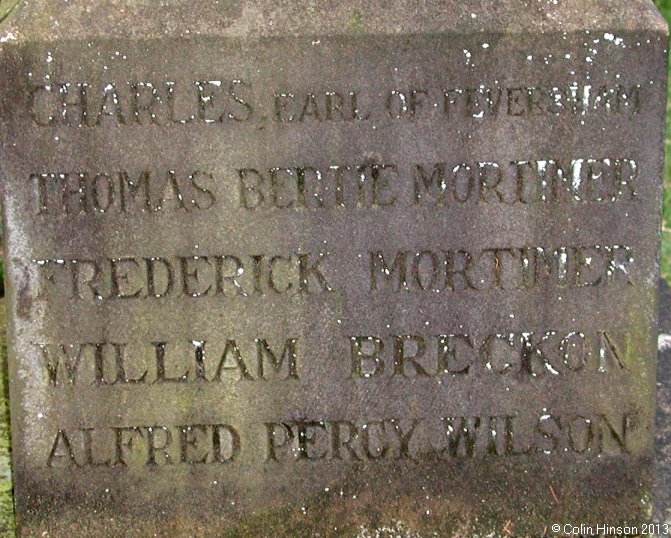 CHARLES, EARL OF FEVERSHAM
THOMAS BERTIE MORTIMER
FREDERICK MORTIMER
WILLIAM BRECKON
ALFRED PERCY WILSON
©Colin Hinson 2013